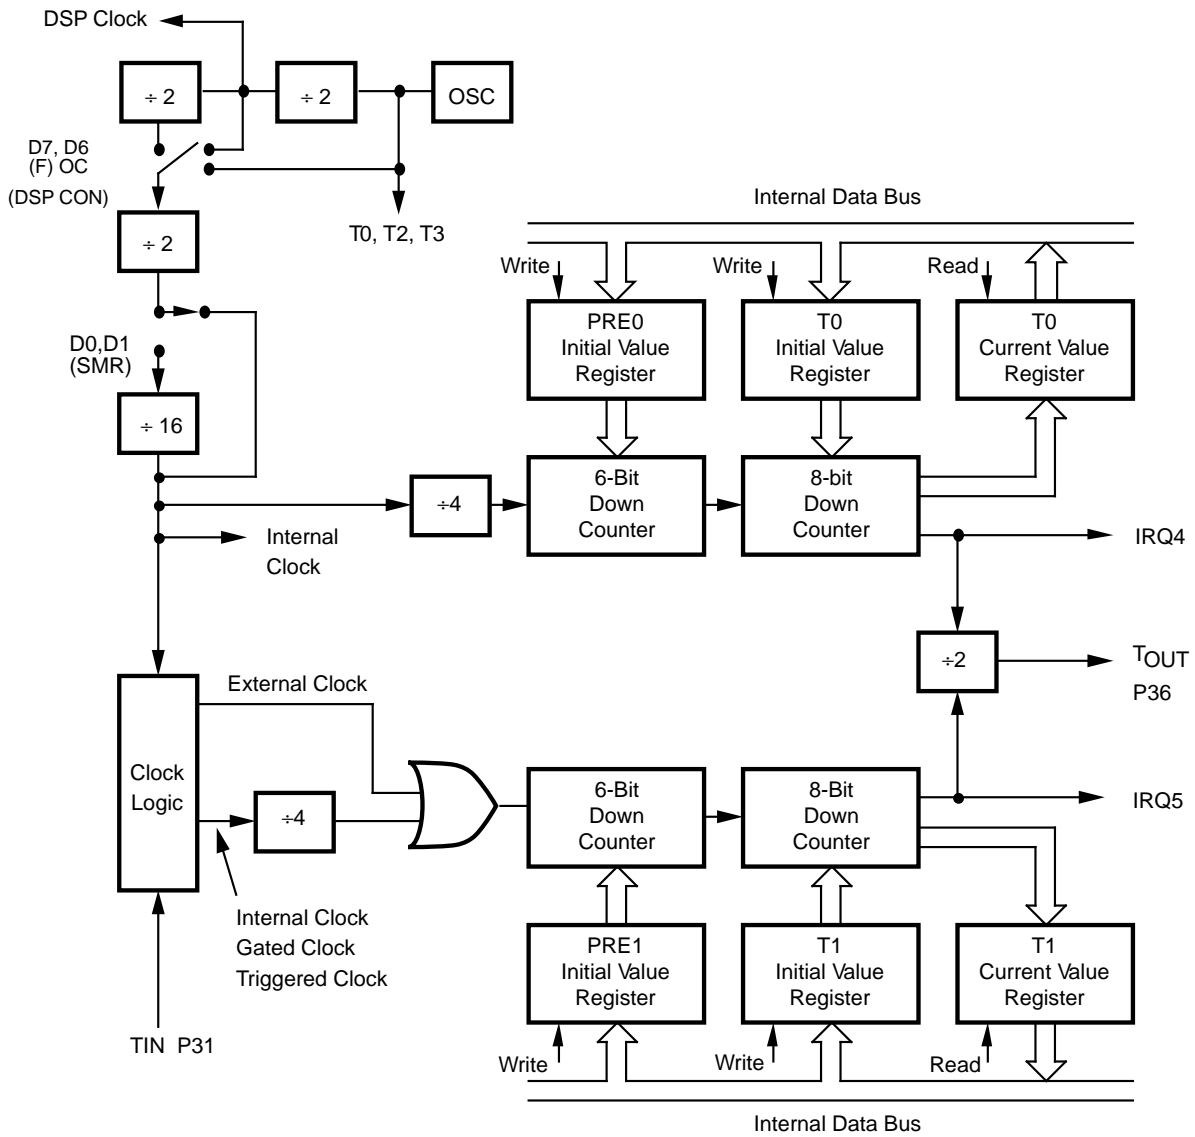 DSP Clock
÷ 2
÷ 2
OSC
D7, D6
(F) OC
(DSP CON)
T0, T2, T3
÷ 2
D0,D1
(SMR)
÷ 16
Internal Data Bus
Write
Write
Read
PRE0
Initial Value
Register
T0
Initial Value
Register
T0
Current Value
Register
÷4
6-Bit
Down
Counter
8-bit
Down
Counter
Internal
Clock
IRQ4
÷2
TOUT
P36
External Clock
Clock
Logic
÷4
6-Bit
Down
Counter
8-Bit
Down
Counter
IRQ5
Internal Clock
Gated Clock
Triggered Clock
PRE1
Initial Value
Register
T1
Initial Value
Register
T1
Current Value
Register
TIN P31
Write
Write
Read
Internal Data Bus